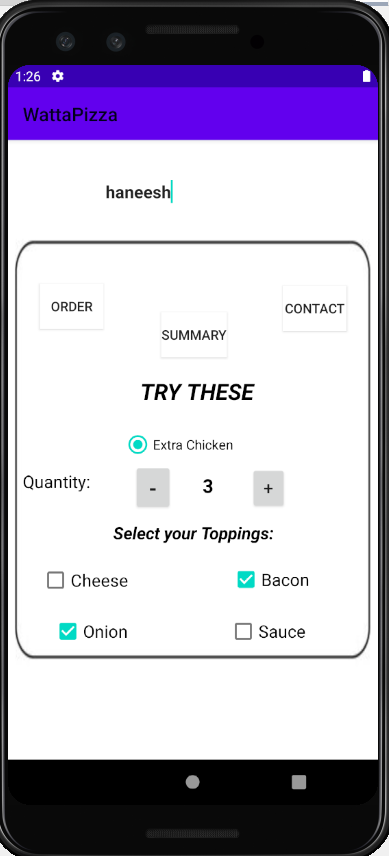 1:26
WattaPizza
haneesh
ORDER
SUMMARY
CONTACT
TRY THESE
Extra Chicken
Quantity:
- 3 +
Select your Toppings:
Cheese Bacon
Onion Sauce